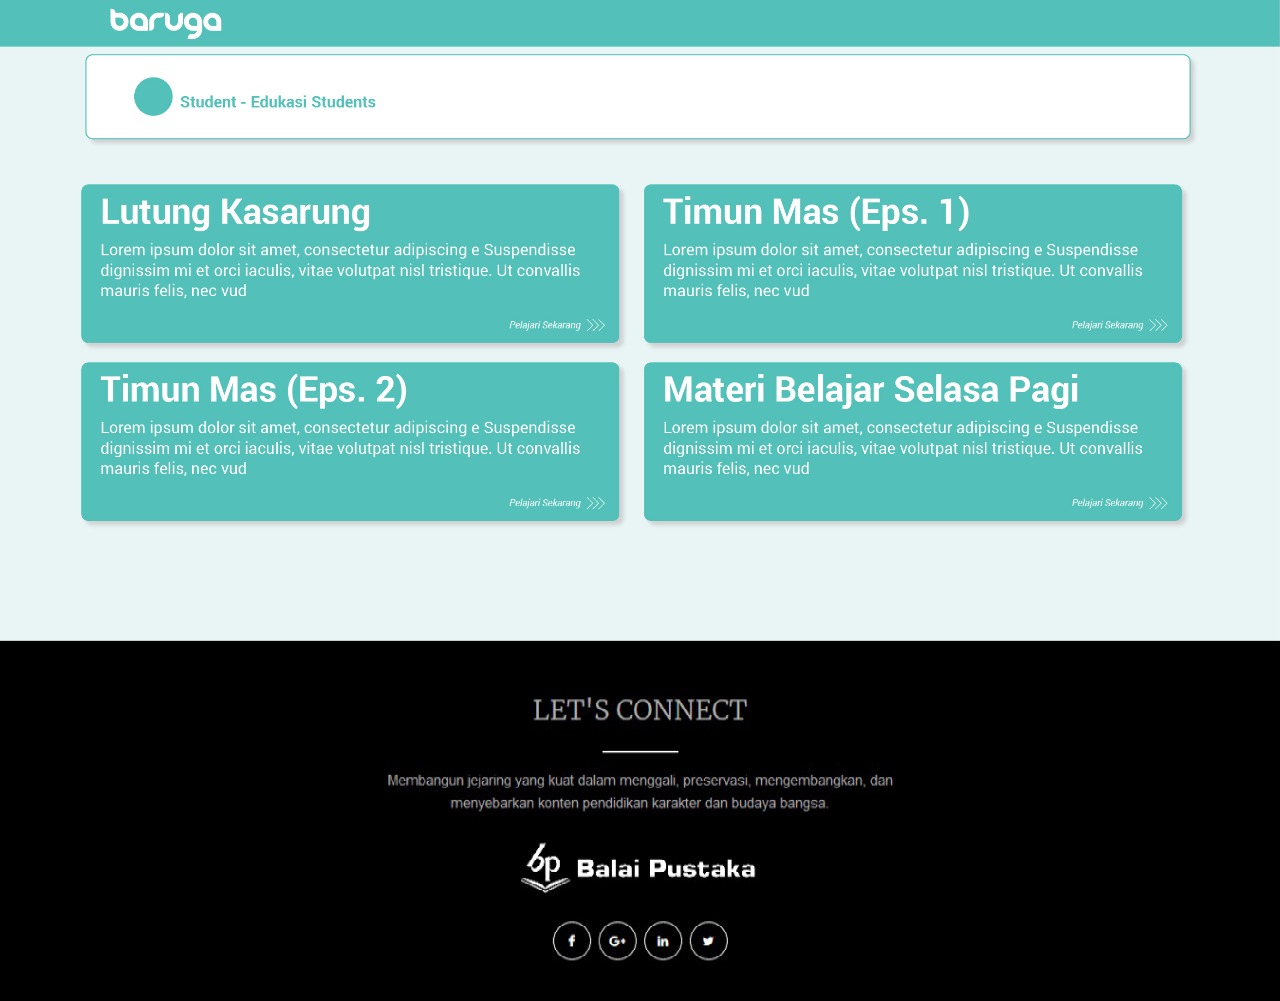 baruga
Student - Edukasi Students
Lutung Kasarung
Lorem ipsum dolor sit amet, consectetur adipiscing e Suspendisse
dignissim mi et orci iaculis, vitae volutpat nisl tristique. Ut convallis
mauris felis, nec vud
Pelajari Sekarang
Timun Mas (Eps. 1)
Lorem ipsum dolor sit amet, consectetur adipiscing e Suspendisse
dignissim mi et orci iaculis, vitae volutpat nisl tristique. Ut convallis
mauris felis, nec vud
Pelajari Sekarang
Timun Mas (Eps. 2)
Lorem ipsum dolor sit amet, consectetur adipiscing e Suspendisse
dignissim mi et orci iaculis, vitae volutpat nisl tristique. Ut convallis
mauris felis, nec vud
Pelajari Sekarang
Materi Belajar Selasa Pagi
Lorem ipsum dolor sit amet, consectetur adipiscing e Suspendisse
dignissim mi et orci iaculis, vitae volutpat nisl tristique. Ut convallis
mauris felis, nec vud
Pelajari Sekarang
LET'S CONNECT
Membangun jejaring yang kuat dalam menggali, preservasi, mengembangkan, dan
menyebarkan konten pendidikan karakter dan budaya bangsa.
bp Balai Pustaka
f G+ in